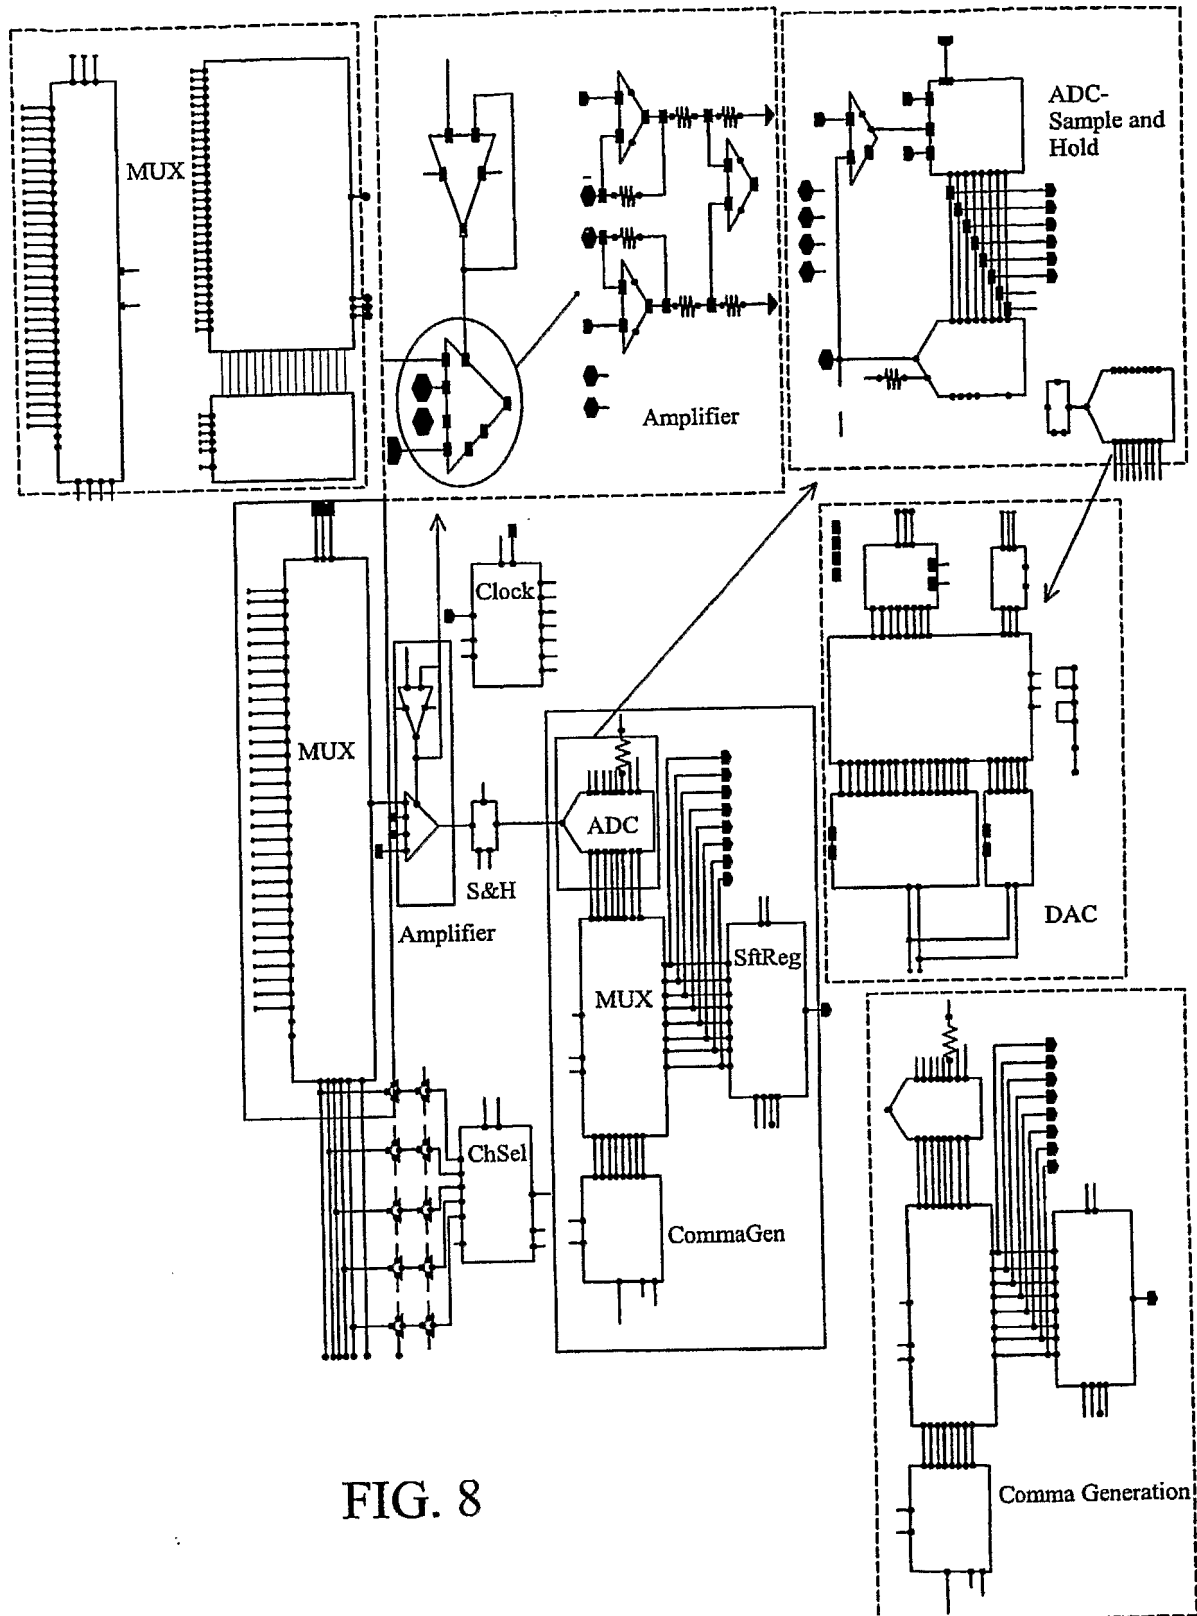 MUX
Amplifier
ADC-
Sample and
Hold
Clock
MUX
ADC
S&H
Amplifier
DAC
SftReg
MUX
ChSel
CommaGen
Comma Generation
FIG. 8